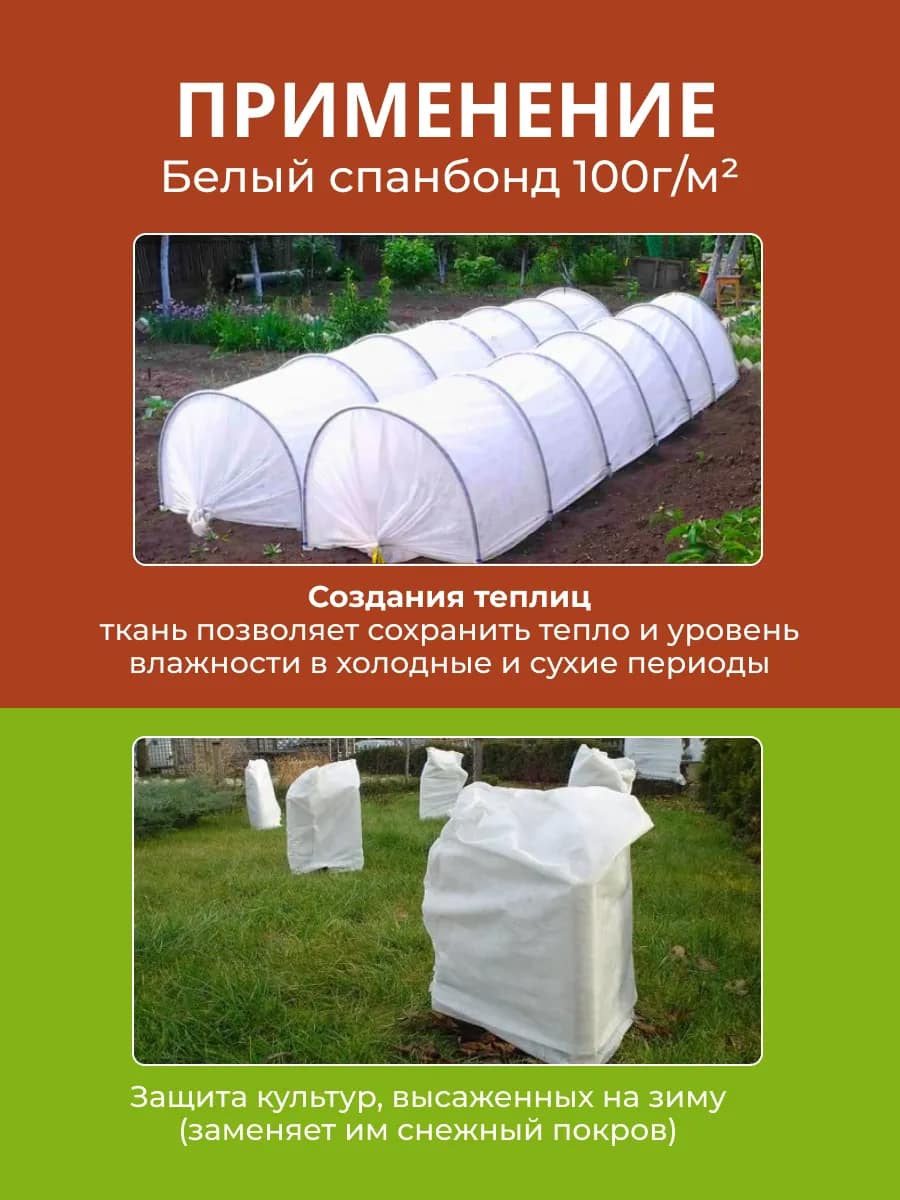 ПРИМЕНЕНИЕ
Белый спанбонд 100г/м²
Создания теплиц
ткань позволяет сохранить тепло и уровень
влажности в холодные и сухие периоды
Защита культур, высаженных на зиму
(заменяет им снежный покров)